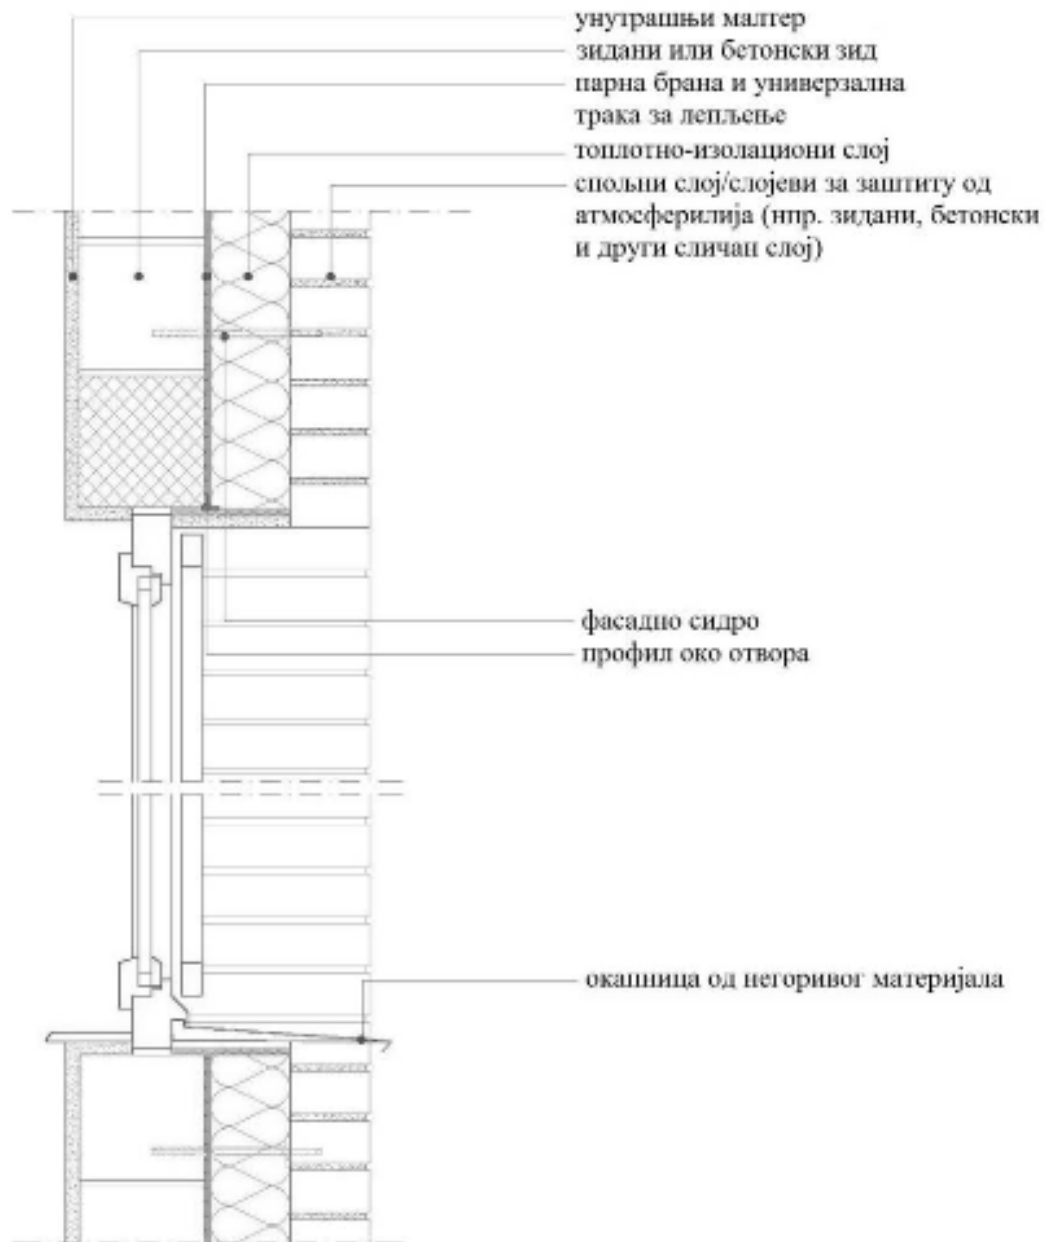 унутрашњи малтер
зидани или бетонски зид
парна брана и универзална
трака за лепљење
топлотно-изолациони слој
спољни слој/слојеви за заштиту од
атмосферилија (нпр. зидани, бетонски
и други сличан слој)
фасадно сидро
профил око отвора
окапница од негоривог материјала